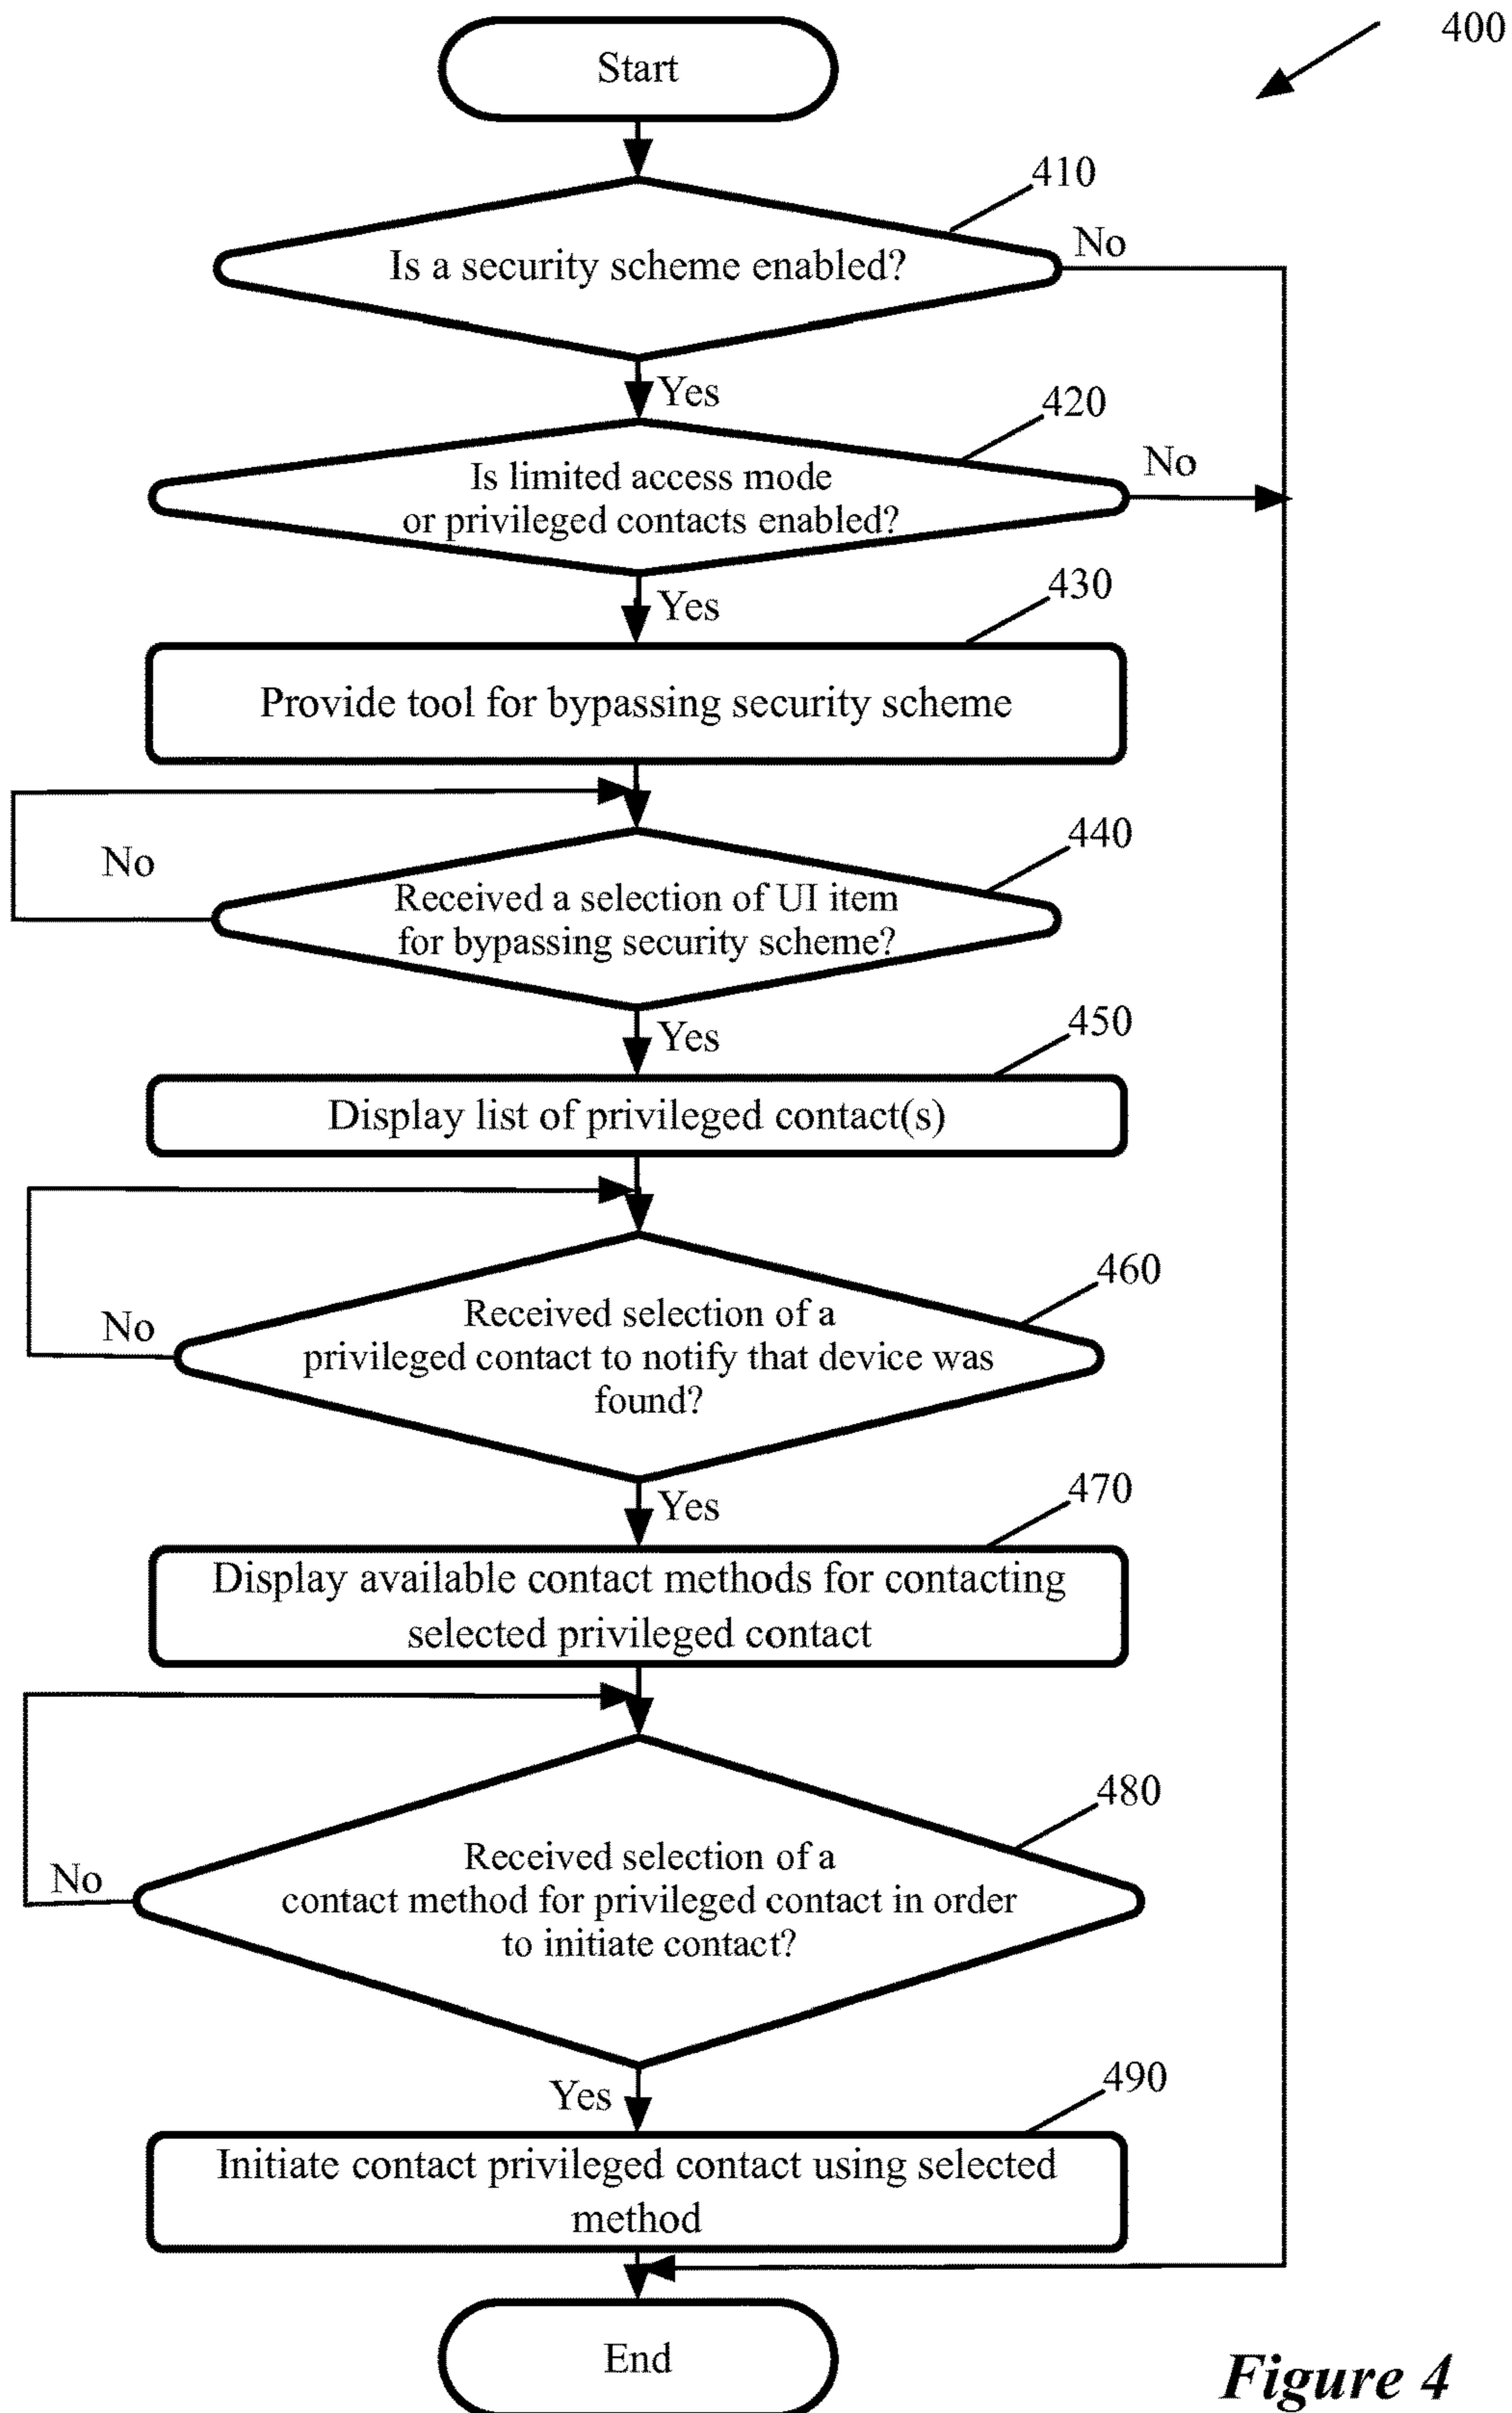 400
Start
410
Is a security scheme enabled?
No
Yes
420
Is limited access mode
or privileged contacts enabled?
No
Yes
430
Provide tool for bypassing security scheme
440
No
Received a selection of UI item
for bypassing security scheme?
Yes
450
Display list of privileged contact(s)
460
No
Received selection of a
privileged contact to notify that device was
found?
Yes
470
Display available contact methods for contacting
selected privileged contact
480
No
Received selection of a
contact method for privileged contact in order
to initiate contact?
Yes
490
Initiate contact privileged contact using selected
method
End
Figure 4